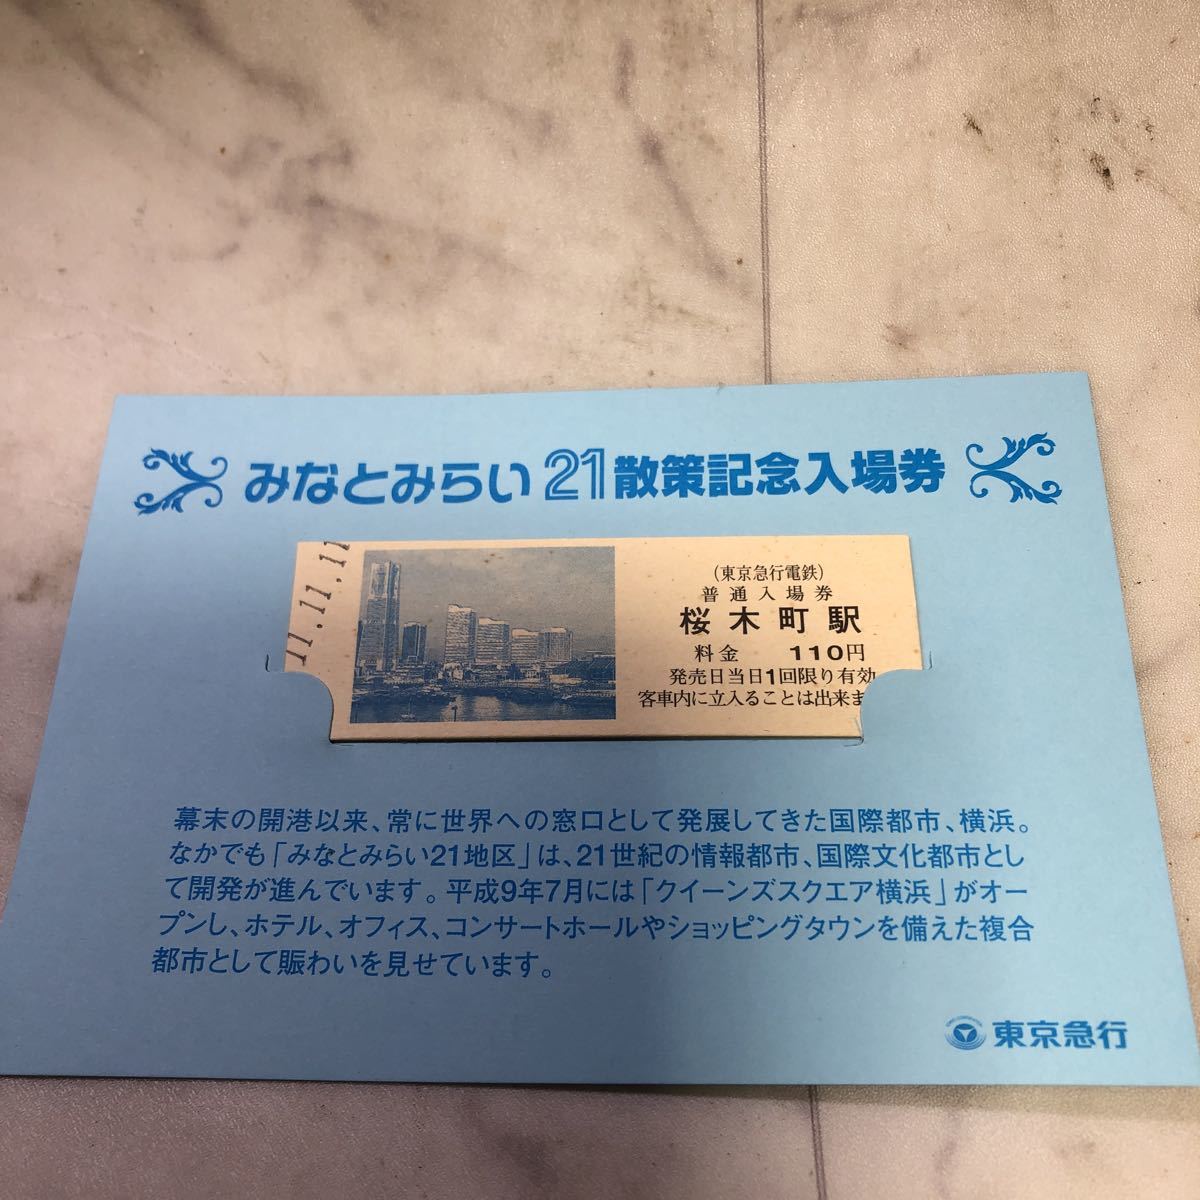 みなとみらい21散策記念入場券
11.11.11
(東京急行電鉄)
普通入場券
桜木町駅
料金 110円
発売日当日1回限り有効
客車内に立入ることは出来ま
幕末の開港以来、常に世界への窓口として発展してきた国際都市、横浜。
なかでも「みなとみらい21地区」は、21世紀の情報都市、国際文化都市とし
て開発が進んでいます。平成9年7月には「クイーンズスクエア横浜」がオー
プンし、ホテル、オフィス、コンサートホールやショッピングタウンを備えた複合
都市として賑わいを見せています。
東京急行